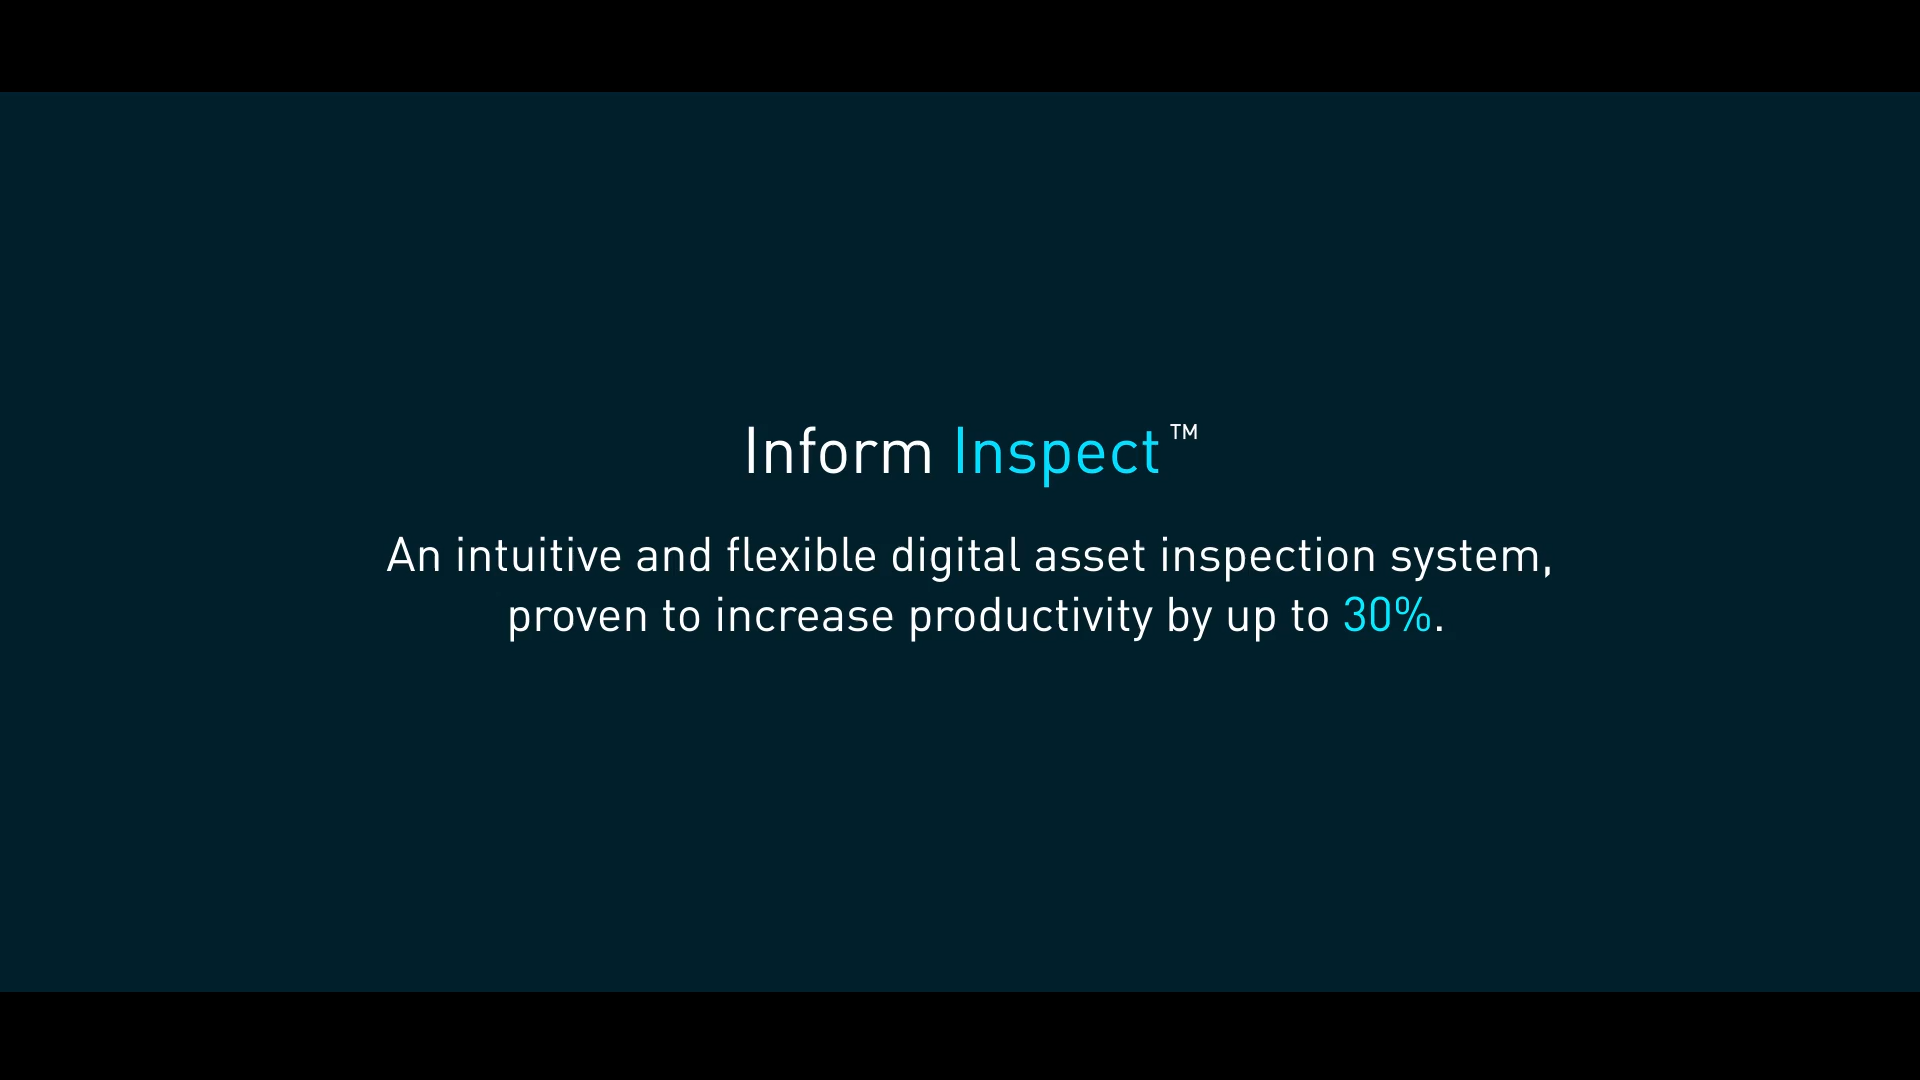 Inform Inspect™
An intuitive and flexible digital asset inspection system,
proven to increase productivity by up to 30%.